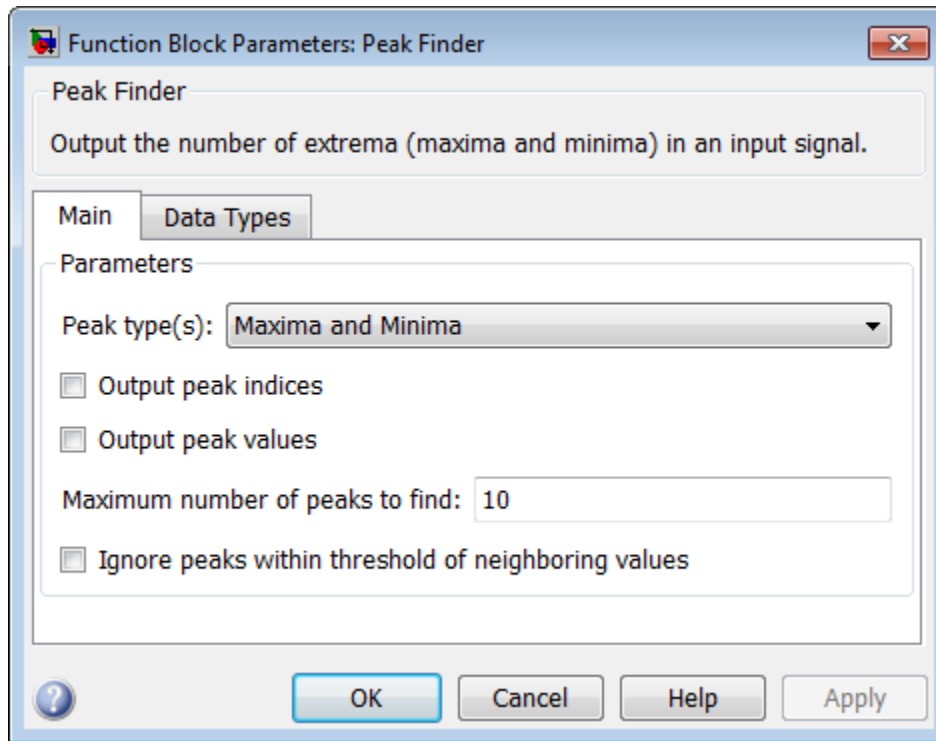 Function Block Parameters: Peak Finder
Peak Finder
Output the number of extrema (maxima and minima) in an input signal.
Main
Data Types
Parameters
Peak type(s): Maxima and Minima
Output peak indices
Output peak values
Maximum number of peaks to find: 10
Ignore peaks within threshold of neighboring values
? OK Cancel Help Apply